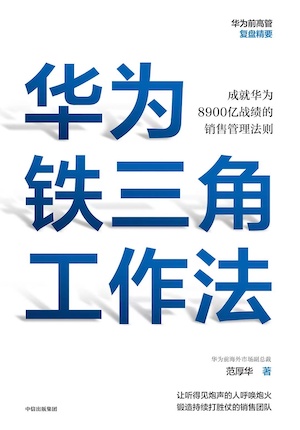 华为前高管
复盘精要
华为
成就华为
8900亿战绩的
销售管理法则
铁三角
工作法
华为前海外市场副总裁
范厚华 著
让听得见炮声的人呼唤炮火
锻造持续打胜仗的销售团队
中信出版集团